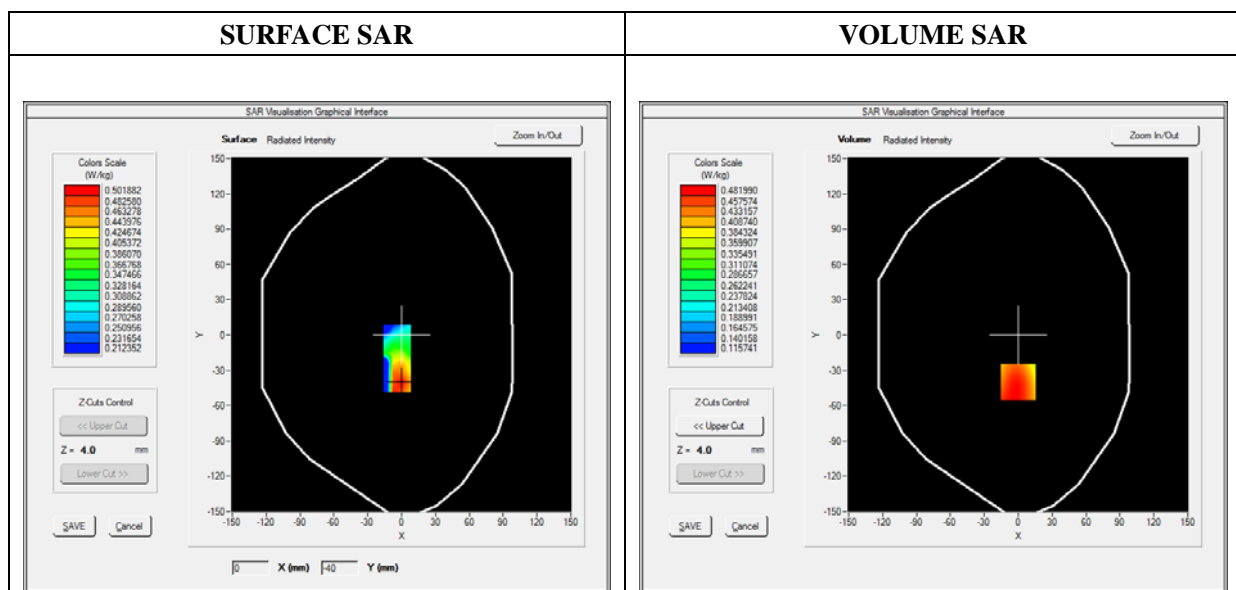 SURFACE SAR
VOLUME SAR
SAR Visualisation Graphical Interface
Surface Radiated Intensity
Zoom In/Out
Colors Scale
(W/kg)
0.501882
0.482580
0.463278
0.443976
0.424674
0.405372
0.386070
0.366768
0.347466
0.328164
0.308862
0.289560
0.270258
0.250956
0.231654
0.212352
Z-Cuts Control
<< Upper Cut
Z = 4.0 mm
Lower Cut >>
SAVE Cancel
150
120
90
60
30
0
-30
-60
-90
-120
-150
Y
-150 -120 -90 -60 -30 0 30 60 90 120 150
X
0 X (mm) -40 Y (mm)
SAR Visualisation Graphical Interface
Volume Radiated Intensity
Zoom In/Out
Colors Scale
(W/kg)
0.481990
0.457574
0.433157
0.408740
0.384324
0.359907
0.335491
0.311074
0.286657
0.262241
0.237824
0.213408
0.188991
0.164575
0.140158
0.115741
Z-Cuts Control
<< Upper Cut
Z = 4.0 mm
Lower Cut >>
SAVE Cancel
150
120
90
60
30
0
-30
-60
-90
-120
-150
Y
-150 -120 -90 -60 -30 0 30 60 90 120 150
X